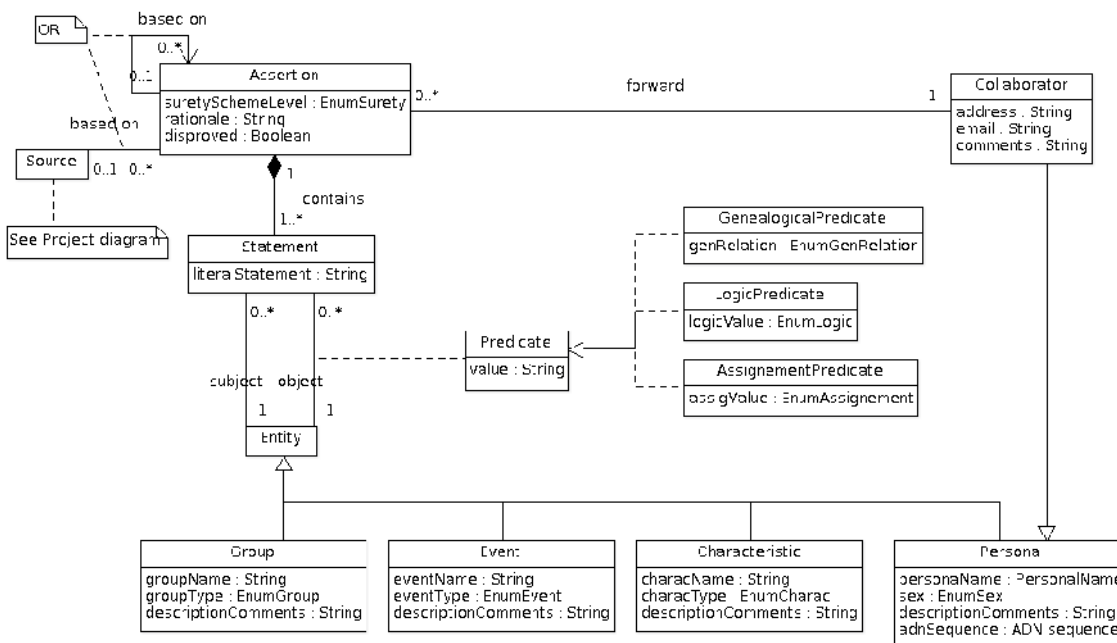 based on
OR
0..*
0..1
Assertion
suretySchemeLevel : EnumSurety
rationale : String
disproved : Boolean
0..*
forward
1
Collaborator
address : String
email : String
comments : String
based on
Source
0..1 0..*
1
contains
1..*
See Project diagram
Statement
literalStatement : String
0..* 0..*
GenealogicalPredicate
genRelation : EnumGenRelation
LogicPredicate
logicValue : EnumLogic
Predicate
value : String
AssignementPredicate
assigValue : EnumAssignement
subject object
1 1
Entity
Group
groupName : String
groupType : EnumGroup
descriptionComments : String
Event
eventName : String
eventType : EnumEvent
descriptionComments : String
Characteristic
characName : String
characType : EnumCharac
descriptionComments : String
Persona
personaName : PersonalName
sex : EnumSex
descriptionComments : String
adnSequence : ADN sequence